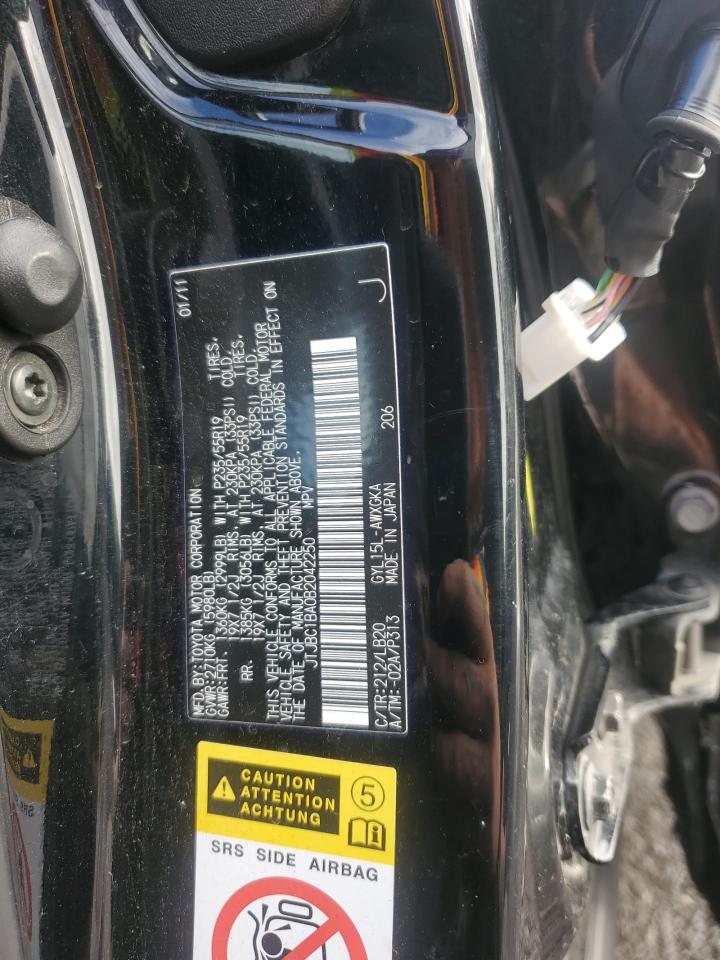 MFD.BY:TOYOTA MOTOR CORPORATION 01/11
GVWR:2710KG (5980LB)
GAWR:FRT. 1360KG (2999LB) WITH P235/55R19 TIRES,
19X7 1/2J RIMS, AT 230KPA (33PSI) COLD.
RR. 1385KG (3056LB) WITH P235/55R19 TIRES,
19X7 1/2J RIMS, AT 230KPA (33PSI) COLD.
THIS VEHICLE CONFORMS TO ALL APPLICABLE FEDERAL MOTOR
VEHICLE SAFETY AND THEFT PREVENTION STANDARDS IN EFFECT ON
THE DATE OF MANUFACTURE SHOWN ABOVE.
JTJBC1BA0B2042250 MPV
J
C/TR:212/LB20 GYL15L-AWXGKA 206
A/TM:-02A/P313 MADE IN JAPAN
CAUTION
ATTENTION
ACHTUNG
5
i
SRS SIDE AIRBAG